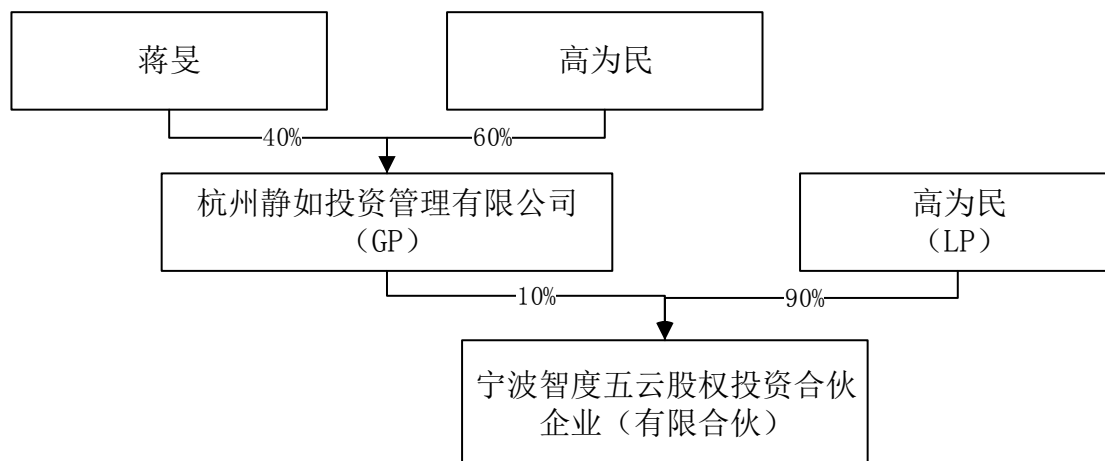 蒋旻
高为民
40%
60%
杭州静如投资管理有限公司
（GP）
高为民
（LP）
10%
90%
宁波智度五云股权投资合伙
企业（有限合伙）